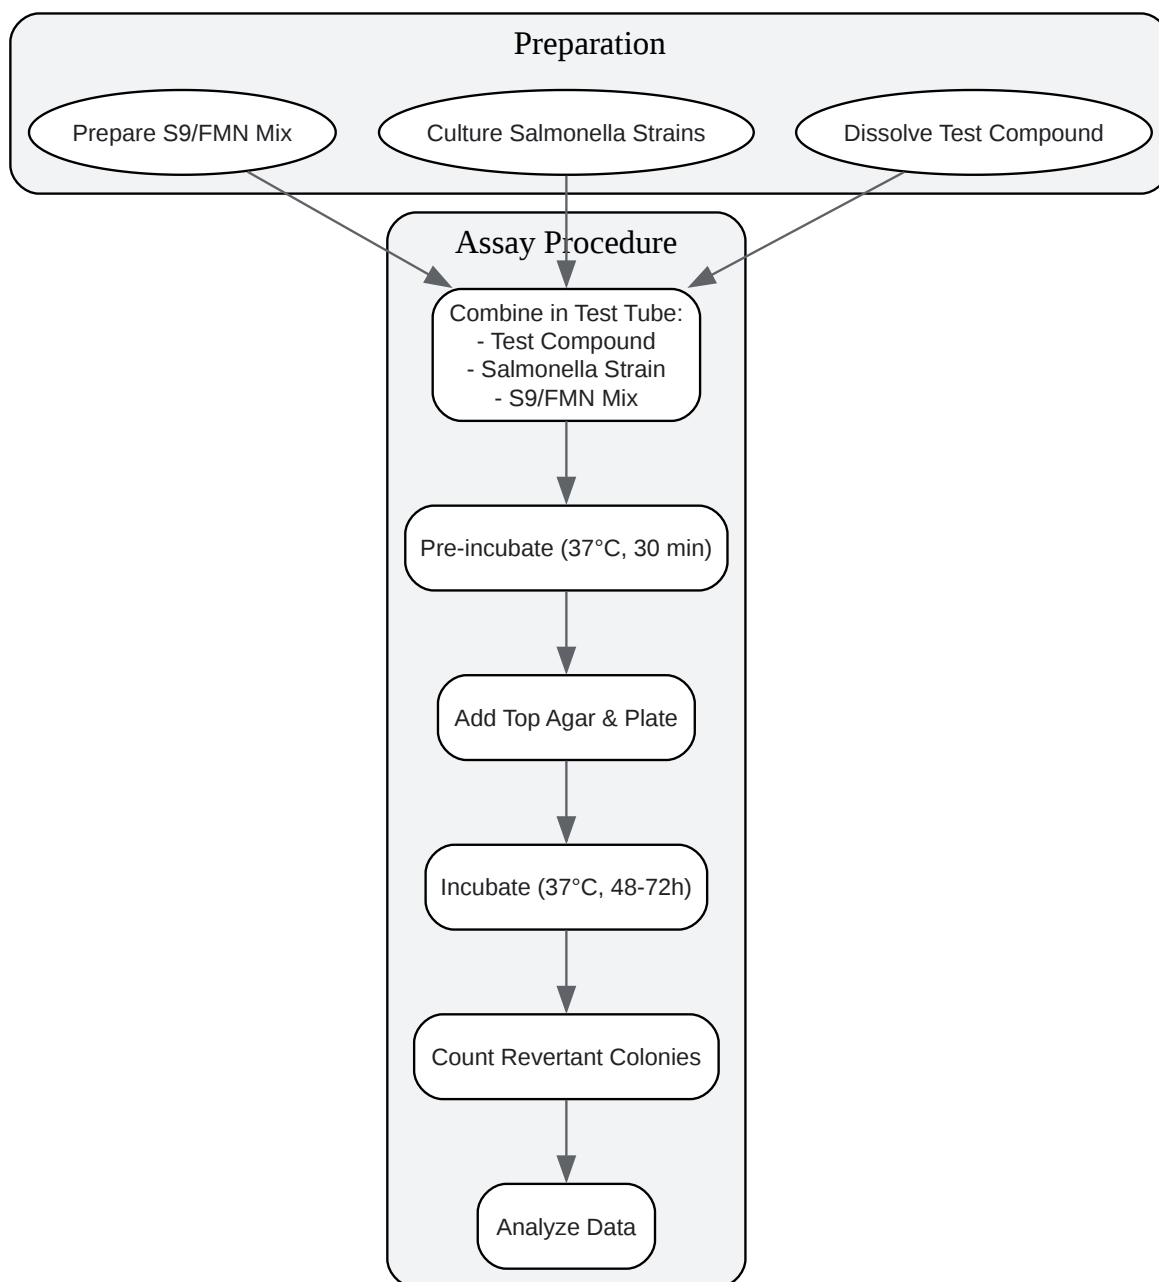 Preparation
Prepare S9/FMN Mix
Culture Salmonella Strains
Dissolve Test Compound
Assay Procedure
Combine in Test Tube:
- Test Compound
- Salmonella Strain
- S9/FMN Mix
Pre-incubate (37°C, 30 min)
Add Top Agar & Plate
Incubate (37°C, 48-72h)
Count Revertant Colonies
Analyze Data